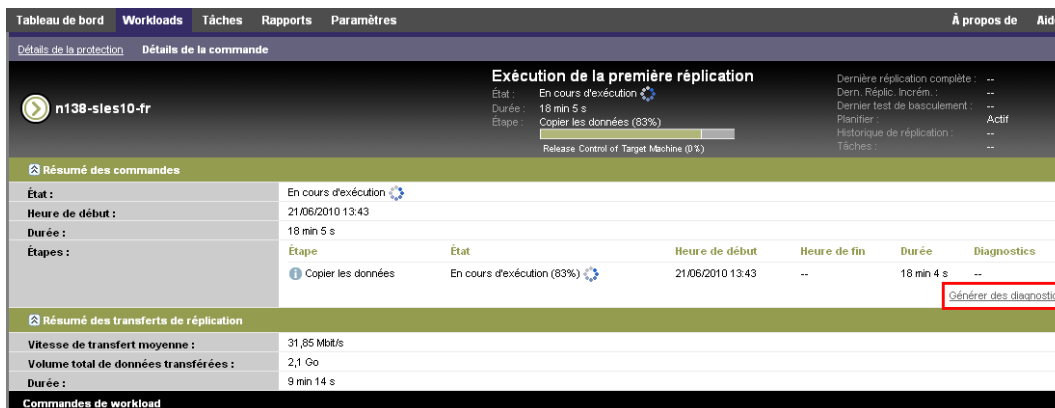 Tableau de bord Workloads Tâches Rapports Paramètres À propos de Aid
Détails de la protection Détails de la commande
n138-sles10-fr
Exécution de la première réplication
État : En cours d'exécution
Durée : 18 min 5 s
Étape : Copier les données (83%)
Release Control of Target Machine (0%)
Dernière réplication complète : --
Dern. Réplic. Incrém. : --
Dernier test de basculement : --
Planifier : Actif
Historique de réplication : --
Tâches : --
Résumé des commandes
État : En cours d'exécution
Heure de début : 21/06/2010 13:43
Durée : 18 min 5 s
Étapes : Étape État Heure de début Heure de fin Durée Diagnostics
Copier les données En cours d'exécution (83%) 21/06/2010 13:43 -- 18 min 4 s --
Générer des diagnostic
Résumé des transferts de réplication
Vitesse de transfert moyenne : 31,85 Mbit/s
Volume total de données transférées : 2,1 Go
Durée : 9 min 14 s
Commandes de workload